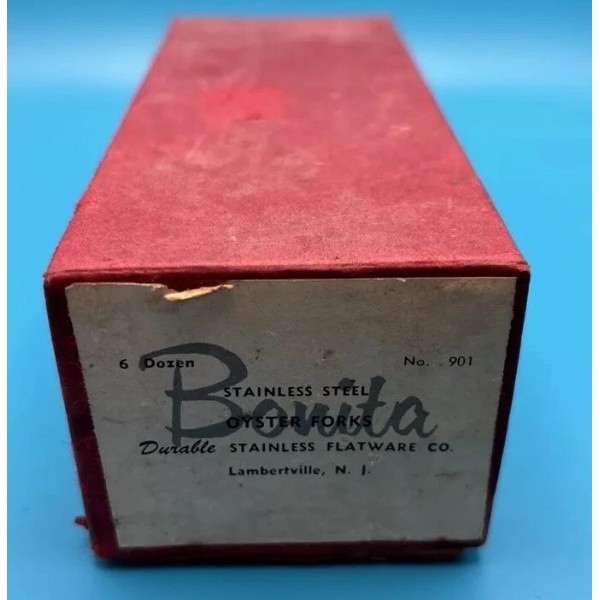 6 Dozen No. 901
Bonita
STAINLESS STEEL
OYSTER FORKS
Durable STAINLESS FLATWARE CO.
Lambertville, N. J.